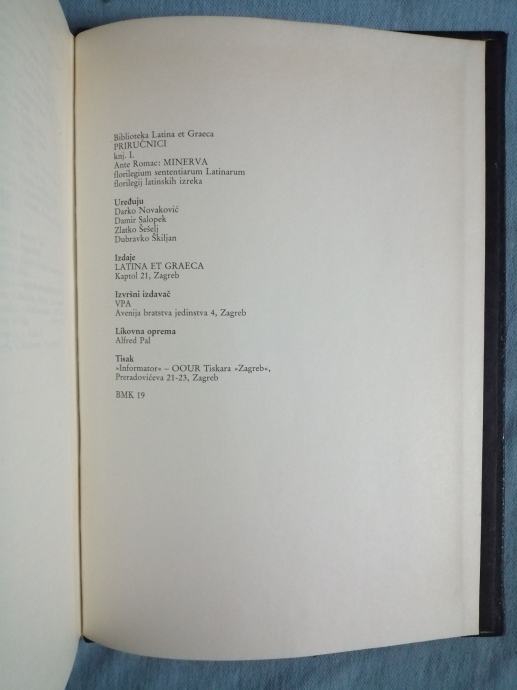 Biblioteka Latina et Graeca
PRIRUČNICI
knj. I.
Ante Romac: MINERVA
florilegium sententiarum Latinarum
florilegij latinskih izreka
Uređuju
Darko Novaković
Damir Salopek
Zlatko Šešelj
Dubravko Škiljan
Izdaje
LATINA ET GRAECA
Kaptol 21, Zagreb
Izvršni izdavač
VPA
Avenija bratstva jedinstva 4, Zagreb
Likovna oprema
Alfred Pal
Tisak
»Informator« – OOUR Tiskara »Zagreb«,
Preradovićeva 21-23, Zagreb
BMK 19